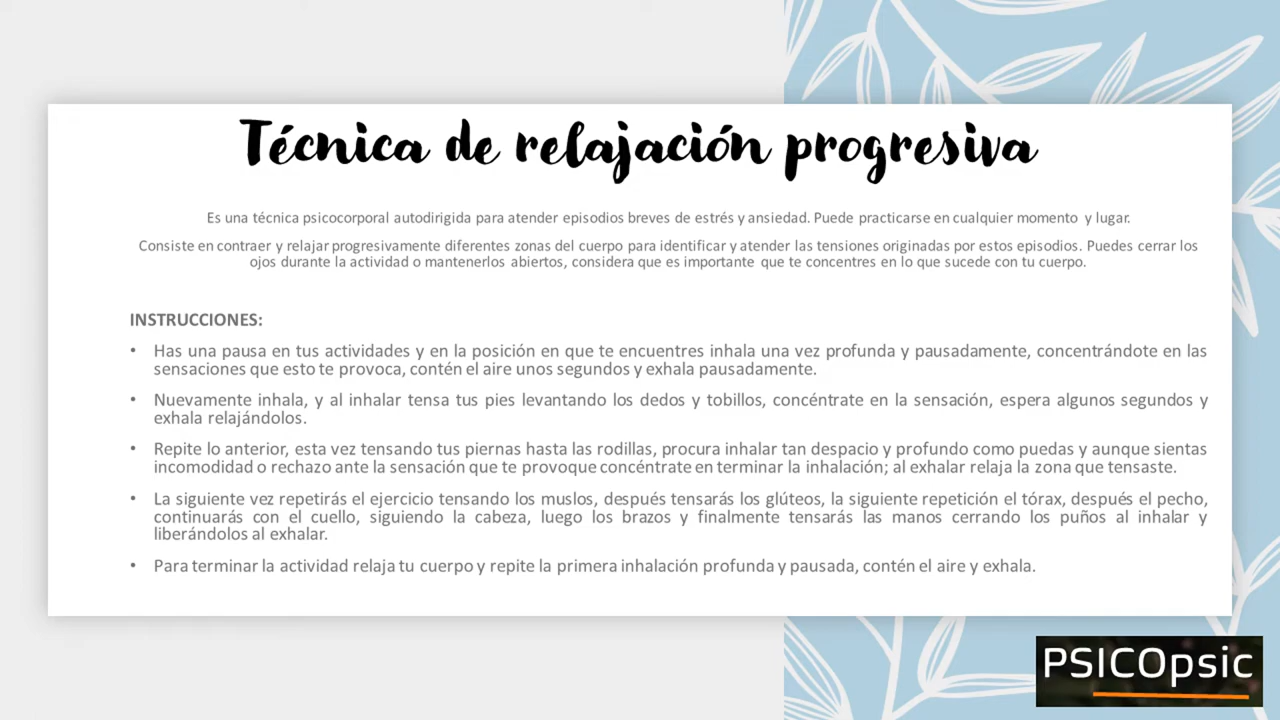 Técnica de relajación progresiva
Es una técnica psicocorporal autodirigida para atender episodios breves de estrés y ansiedad. Puede practicarse en cualquier momento y lugar.
Consiste en contraer y relajar progresivamente diferentes zonas del cuerpo para identificar y atender las tensiones originadas por estos episodios. Puedes cerrar los
ojos durante la actividad o mantenerlos abiertos, considera que es importante que te concentres en lo que sucede con tu cuerpo.
INSTRUCCIONES:
• Has una pausa en tus actividades y en la posición en que te encuentres inhala una vez profunda y pausadamente, concentrándote en las
sensaciones que esto te provoca, contén el aire unos segundos y exhala pausadamente.
• Nuevamente inhala, y al inhalar tensa tus pies levantando los dedos y tobillos, concéntrate en la sensación, espera algunos segundos y
exhala relajándolos.
• Repite lo anterior, esta vez tensando tus piernas hasta las rodillas, procura inhalar tan despacio y profundo como puedas y aunque sientas
incomodidad o rechazo ante la sensación que te provoque concéntrate en terminar la inhalación; al exhalar relaja la zona que tensaste.
• La siguiente vez repetirás el ejercicio tensando los muslos, después tensarás los glúteos, la siguiente repetición el tórax, después el pecho,
continuarás con el cuello, siguiendo la cabeza, luego los brazos y finalmente tensarás las manos cerrando los puños al inhalar y
liberándolos al exhalar.
• Para terminar la actividad relaja tu cuerpo y repite la primera inhalación profunda y pausada, contén el aire y exhala.
PSICOpsic